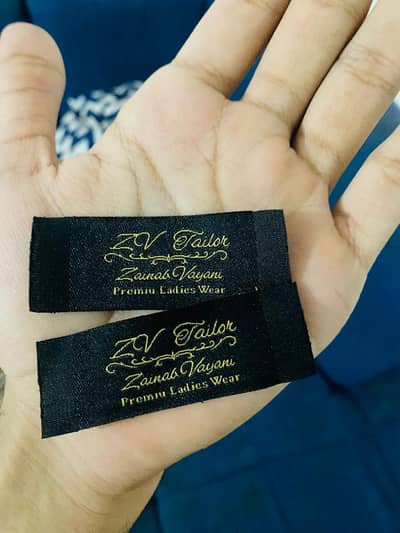 ZV Tailor
Zainab Vayani
Premiu Ladies Wear
ZV Tailor
Zainab Vayani
Premiu Ladies Wear